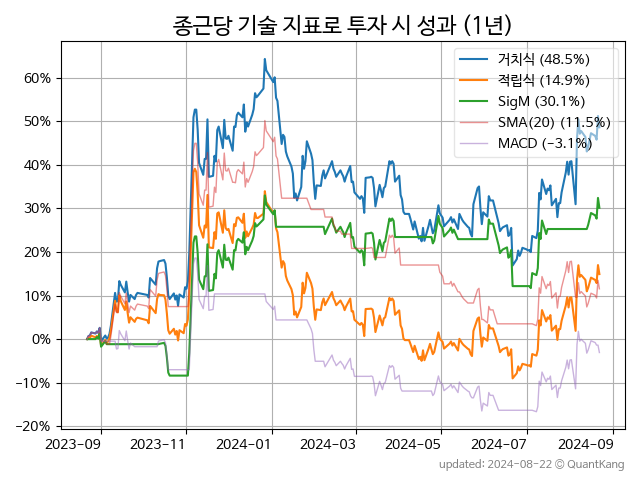 종근당 기술 지표로 투자 시 성과 (1년)
거치식 (48.5%)
적립식 (14.9%)
SigM (30.1%)
SMA(20) (11.5%)
MACD (−3.1%)
60%
50%
40%
30%
20%
10%
0%
−10%
−20%
2023-09
2023-11
2024-01
2024-03
2024-05
2024-07
2024-09
updated: 2024-08-22 © QuantKang